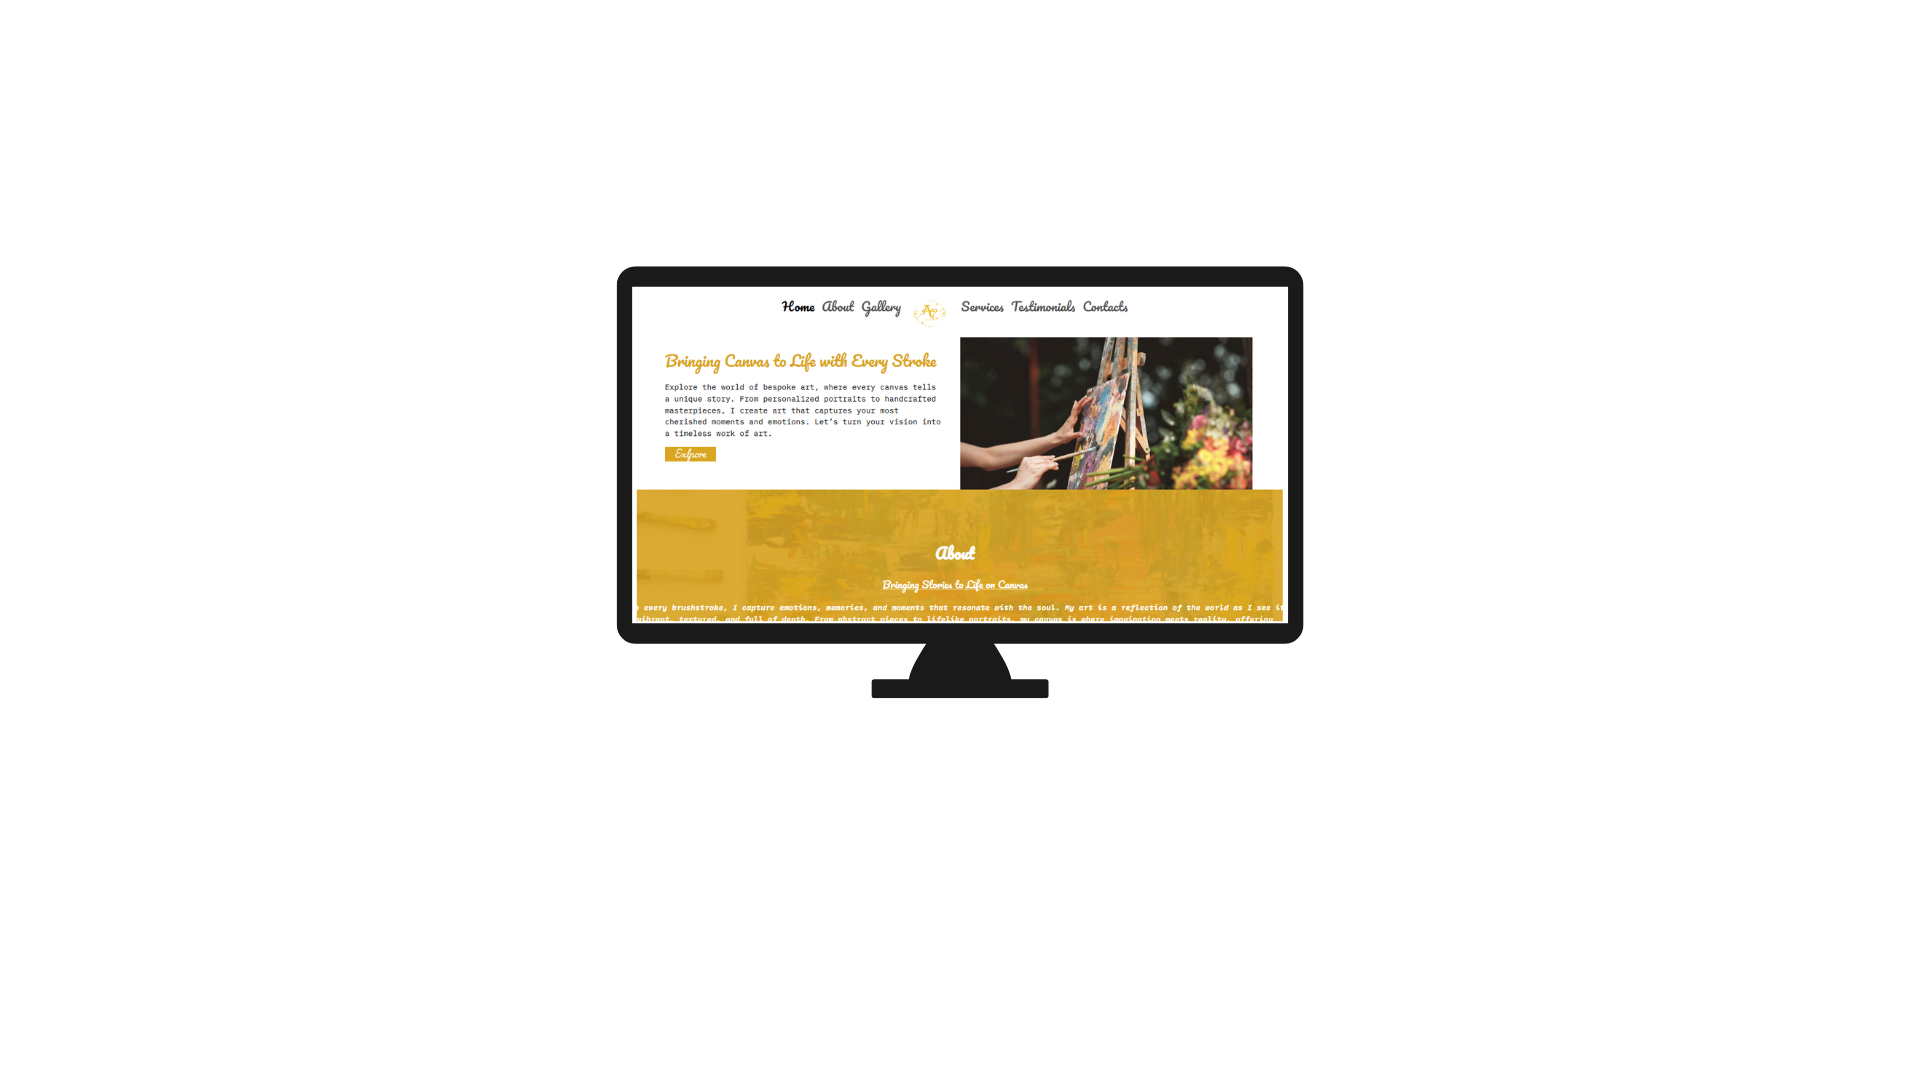 Home About Gallery AC Services Testimonials Contacts
Bringing Canvas to Life with Every Stroke
Explore the world of bespoke art, where every canvas tells
a unique story. From personalized portraits to handcrafted
masterpieces, I create art that captures your most
cherished moments and emotions. Let's turn your vision into
a timeless work of art.
Exlpore
About
Bringing Stories to Life on Canvas
every brushstroke, I capture emotions, memories, and moments that resonate with the soul. My art is a reflection of the world as I see it
vibrant, textured, and full of depth. From abstract pieces to lifelike portraits, my canvas is where imagination meets reality, offering